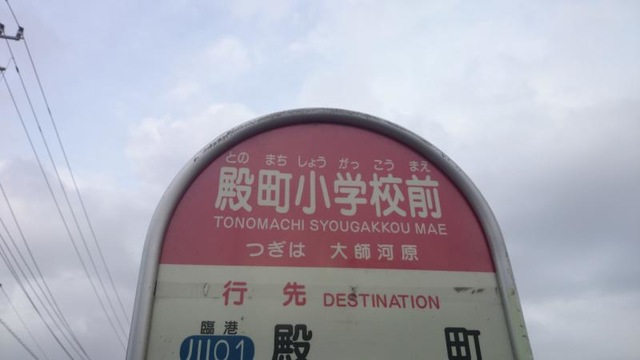 とのまちしょうがっこうまえ
殿町小学校前
TONOMACHI SYOUGAKKOU MAE
つぎは 大師河原
行先 DESTINATION
臨港
川01 殿町